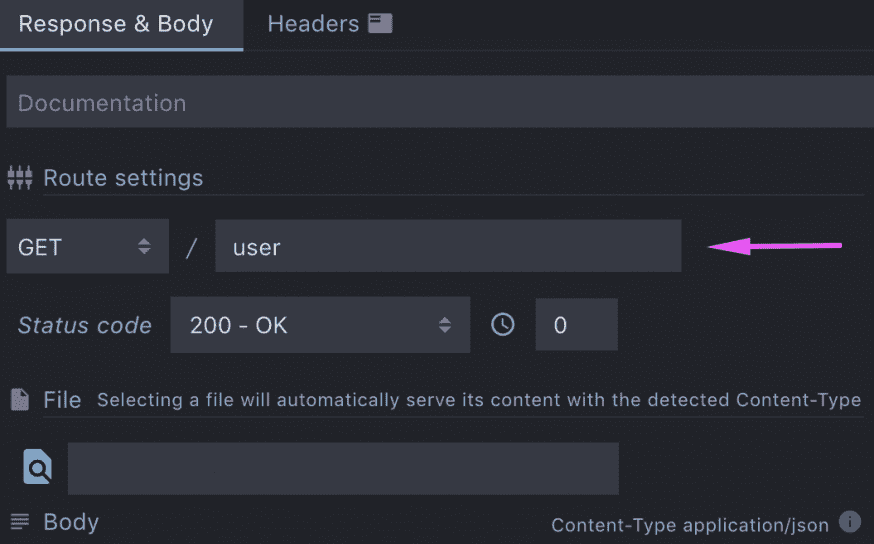 Response & Body Headers
Documentation
Route settings
GET / user
Status code 200 - OK 0
File Selecting a file will automatically serve its content with the detected Content-Type
Body Content-Type application/json